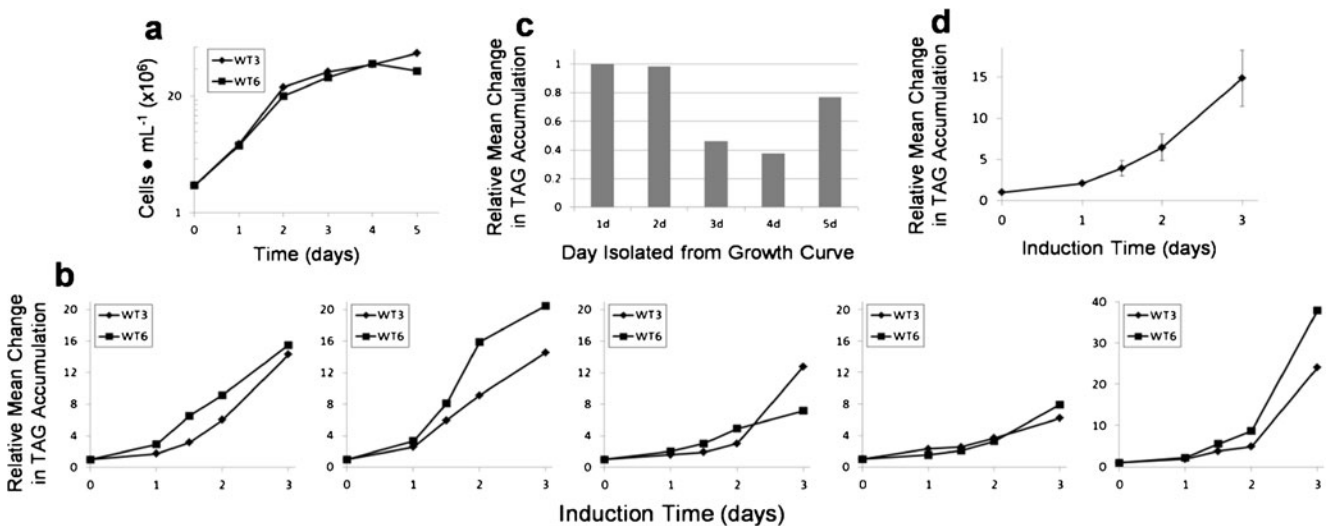 a
WT3
WT6
Cells • mL⁻¹ (x10⁶)
20
1
0 1 2 3 4 5
Time (days)
c
Relative Mean Change
in TAG Accumulation
1
0.8
0.6
0.4
0.2
0
1d 2d 3d 4d 5d
Day Isolated from Growth Curve
d
Relative Mean Change
in TAG Accumulation
15
10
5
0
0 1 2 3
Induction Time (days)
b
Relative Mean Change
in TAG Accumulation
WT3
WT6
20
16
12
8
4
0
0 1 2 3
WT3
WT6
20
16
12
8
4
0
0 1 2 3
WT3
WT6
20
16
12
8
4
0
0 1 2 3
WT3
WT6
20
16
12
8
4
0
0 1 2 3
WT3
WT6
40
30
20
10
0
0 1 2 3
Induction Time (days)